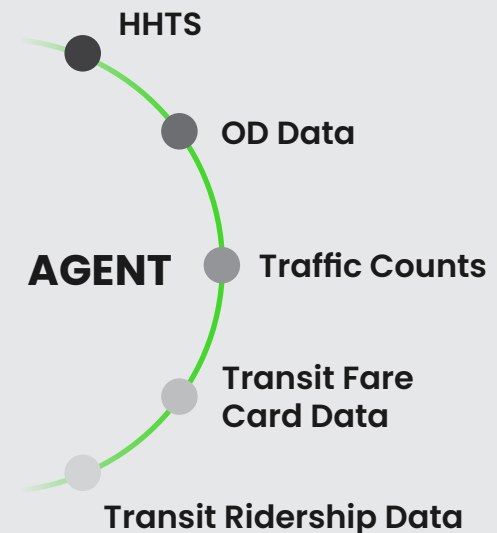 HHTS
OD Data
AGENT
Traffic Counts
Transit Fare
Card Data
Transit Ridership Data